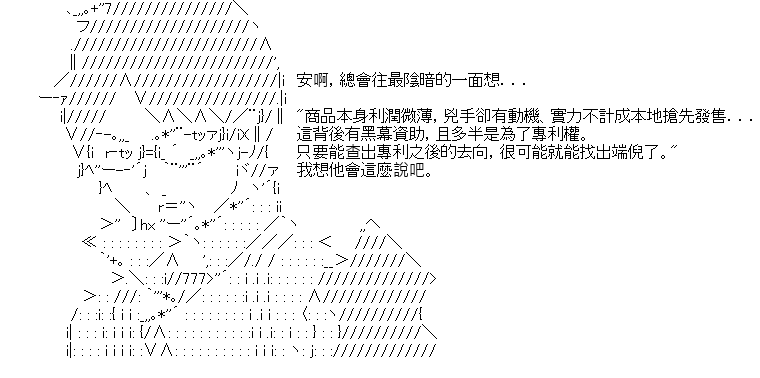 安啊，總會往最陰暗的一面想...
"商品本身利潤微薄，兇手卻有動機、實力不計成本地搶先發售...
這背後有黑幕資助，且多半是為了專利權。
只要能查出專利之後的去向，很可能就能找出端倪了。"
我想他會這麼說吧。